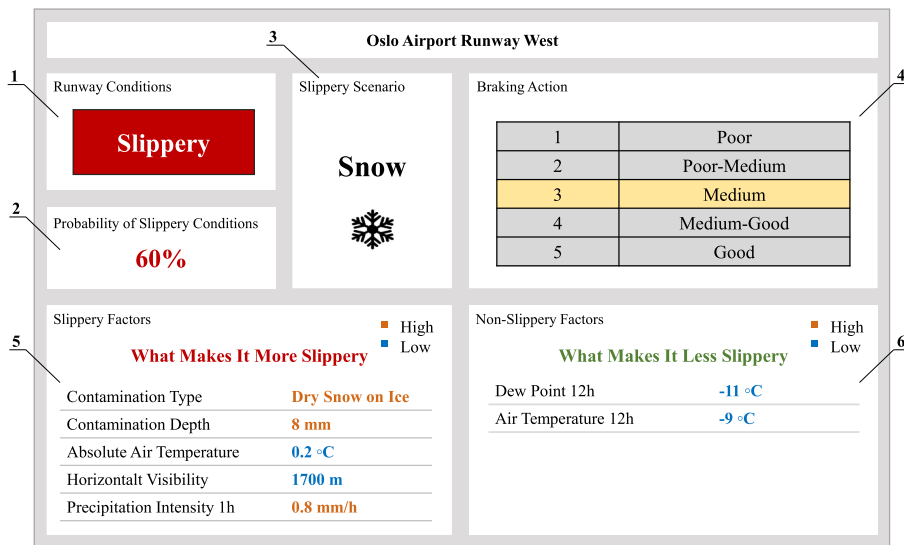 Oslo Airport Runway West
1
Runway Conditions
Slippery
2
Probability of Slippery Conditions
60%
3
Slippery Scenario
Snow
4
Braking Action
1 Poor
2 Poor-Medium
3 Medium
4 Medium-Good
5 Good
5
Slippery Factors
High
Low
What Makes It More Slippery
Contamination Type Dry Snow on Ice
Contamination Depth 8 mm
Absolute Air Temperature 0.2 ◦C
Horizontalt Visibility 1700 m
Precipitation Intensity 1h 0.8 mm/h
6
Non-Slippery Factors
High
Low
What Makes It Less Slippery
Dew Point 12h -11 ◦C
Air Temperature 12h -9 ◦C